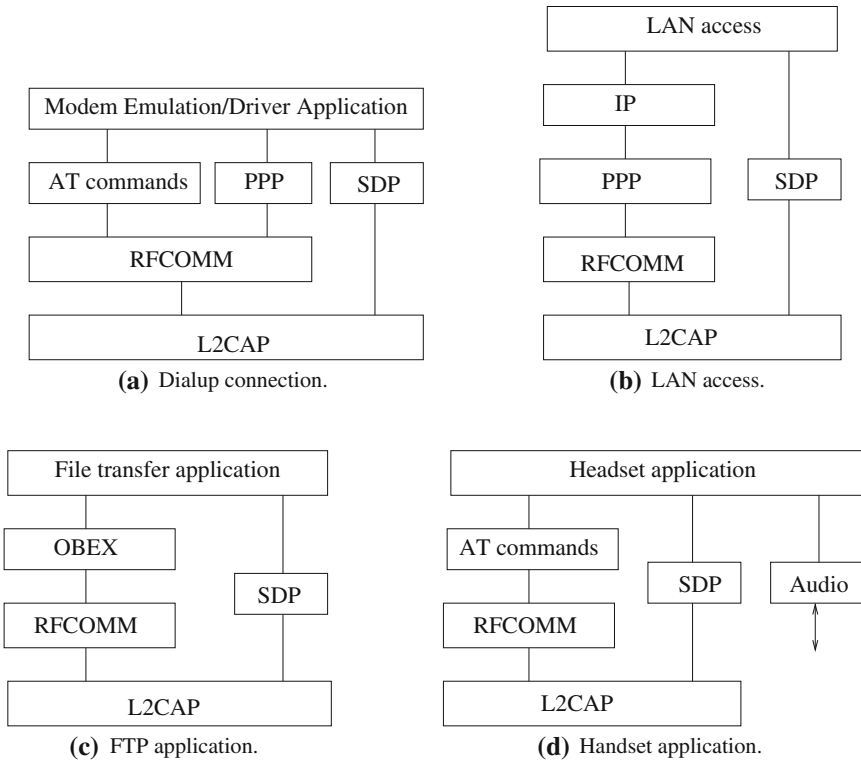 Modem Emulation/Driver Application
AT commands
PPP
SDP
RFCOMM
L2CAP
(a) Dialup connection.
LAN access
IP
PPP
SDP
RFCOMM
L2CAP
(b) LAN access.
File transfer application
OBEX
SDP
RFCOMM
L2CAP
(c) FTP application.
Headset application
AT commands
SDP
Audio
RFCOMM
L2CAP
(d) Handset application.